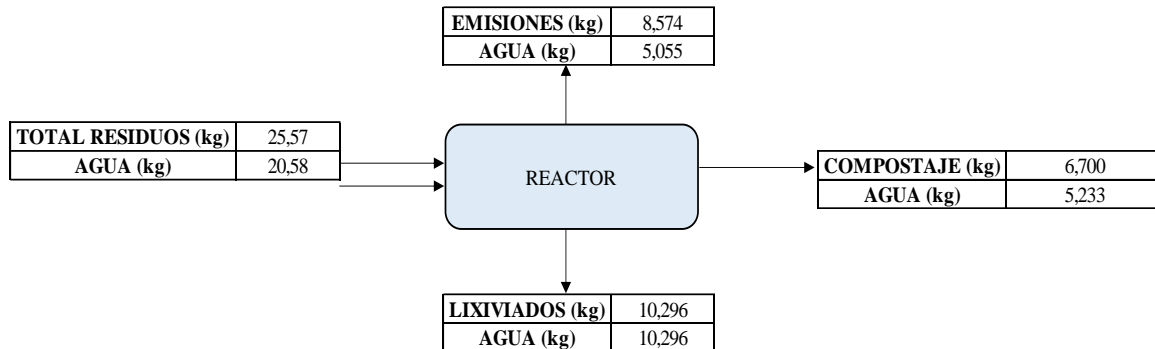 EMISIONES (kg) 8,574
AGUA (kg) 5,055
TOTAL RESIDUOS (kg) 25,57
AGUA (kg) 20,58
REACTOR
COMPOSTAJE (kg) 6,700
AGUA (kg) 5,233
LIXIVIADOS (kg) 10,296
AGUA (kg) 10,296